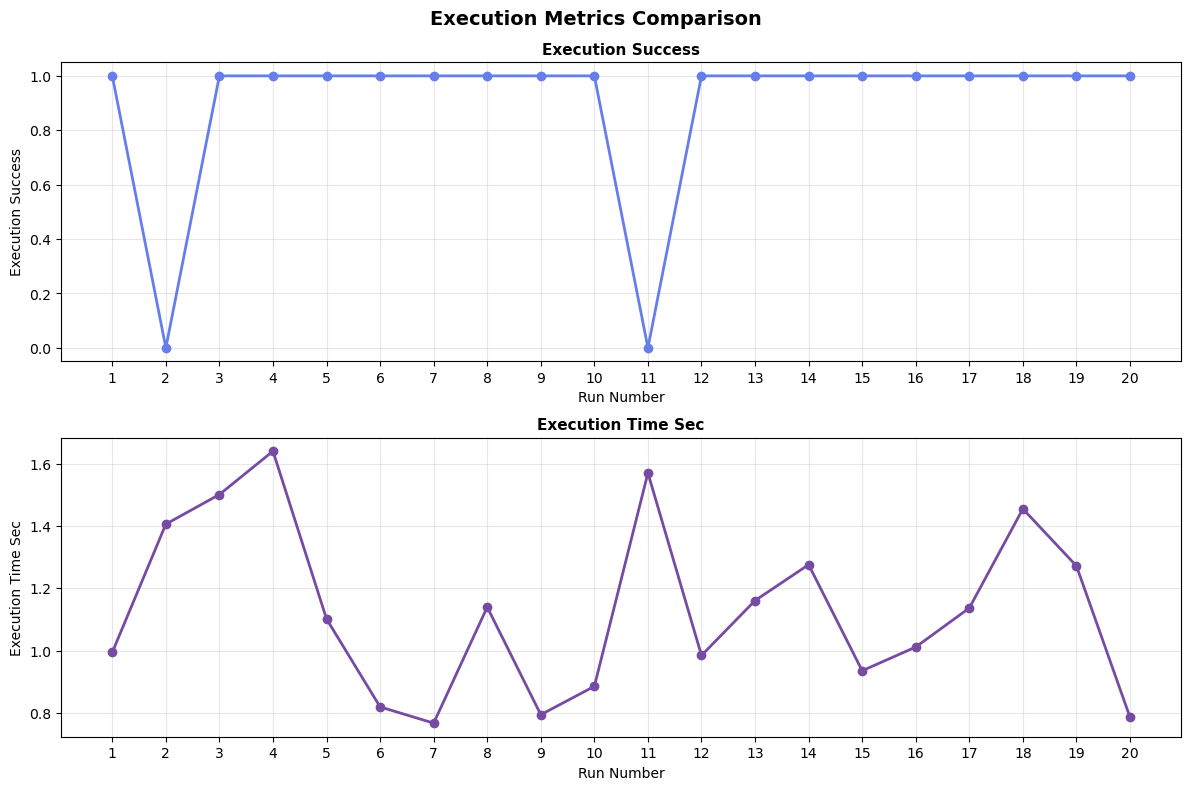 Execution Metrics Comparison
Execution Success
Execution Success
1.0
0.8
0.6
0.4
0.2
0.0
1 2 3 4 5 6 7 8 9 10 11 12 13 14 15 16 17 18 19 20
Run Number
Execution Time Sec
Execution Time Sec
1.6
1.4
1.2
1.0
0.8
1 2 3 4 5 6 7 8 9 10 11 12 13 14 15 16 17 18 19 20
Run Number